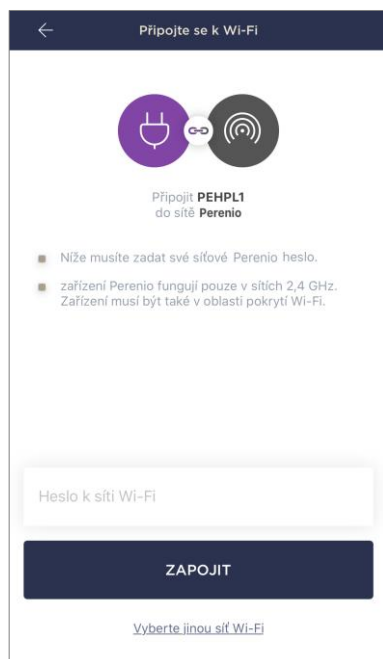 Připojte se k Wi-Fi
Připojit PEHPL1
do sítě Perenio
Níže musíte zadat své síťové Perenio heslo.
zařízení Perenio fungují pouze v sítích 2,4 GHz.
Zařízení musí být také v oblasti pokrytí Wi-Fi.
Heslo k síti Wi-Fi
ZAPOJIT
Vyberte jinou síť Wi-Fi